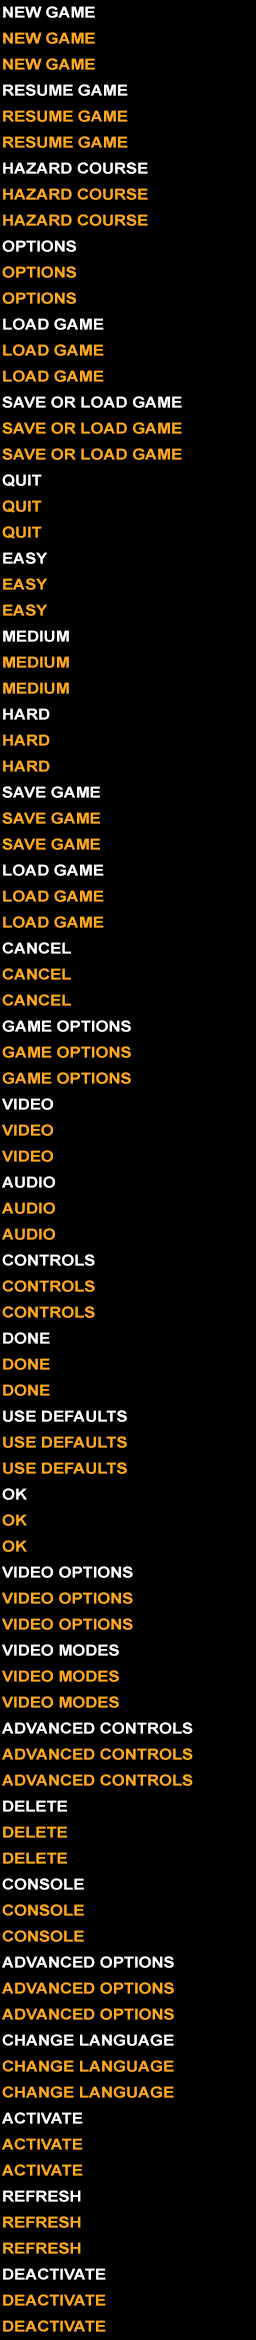 NEW GAME
NEW GAME
NEW GAME
RESUME GAME
RESUME GAME
RESUME GAME
HAZARD COURSE
HAZARD COURSE
HAZARD COURSE
OPTIONS
OPTIONS
OPTIONS
LOAD GAME
LOAD GAME
LOAD GAME
SAVE OR LOAD GAME
SAVE OR LOAD GAME
SAVE OR LOAD GAME
QUIT
QUIT
QUIT
EASY
EASY
EASY
MEDIUM
MEDIUM
MEDIUM
HARD
HARD
HARD
SAVE GAME
SAVE GAME
SAVE GAME
LOAD GAME
LOAD GAME
LOAD GAME
CANCEL
CANCEL
CANCEL
GAME OPTIONS
GAME OPTIONS
GAME OPTIONS
VIDEO
VIDEO
VIDEO
AUDIO
AUDIO
AUDIO
CONTROLS
CONTROLS
CONTROLS
DONE
DONE
DONE
USE DEFAULTS
USE DEFAULTS
USE DEFAULTS
OK
OK
OK
VIDEO OPTIONS
VIDEO OPTIONS
VIDEO OPTIONS
VIDEO MODES
VIDEO MODES
VIDEO MODES
ADVANCED CONTROLS
ADVANCED CONTROLS
ADVANCED CONTROLS
DELETE
DELETE
DELETE
CONSOLE
CONSOLE
CONSOLE
ADVANCED OPTIONS
ADVANCED OPTIONS
ADVANCED OPTIONS
CHANGE LANGUAGE
CHANGE LANGUAGE
CHANGE LANGUAGE
ACTIVATE
ACTIVATE
ACTIVATE
REFRESH
REFRESH
REFRESH
DEACTIVATE
DEACTIVATE
DEACTIVATE